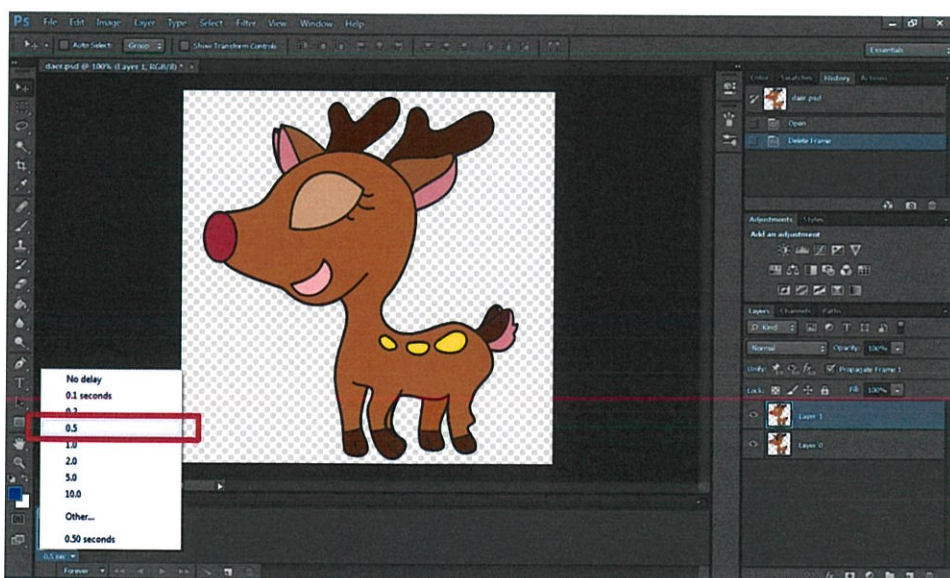 Ps File Edit Image Layer Type Select Filter View Window Help
Auto-Select: Group Show Transform Controls
Essentials
daer.psd @ 100% (Layer 1, RGB/8) *
Color Swatches History Actions
daer.psd
Open
Delete Frame
Adjustments Styles
Add an adjustment
Layers Channels Paths
Kind
Normal Opacity: 100%
Unify: Propagate Frame 1
Lock: Fill: 100%
Layer 1
Layer 0
No delay
0.1 seconds
0.2
0.5
1.0
2.0
5.0
10.0
Other...
0.50 seconds
0.5 sec.
Forever